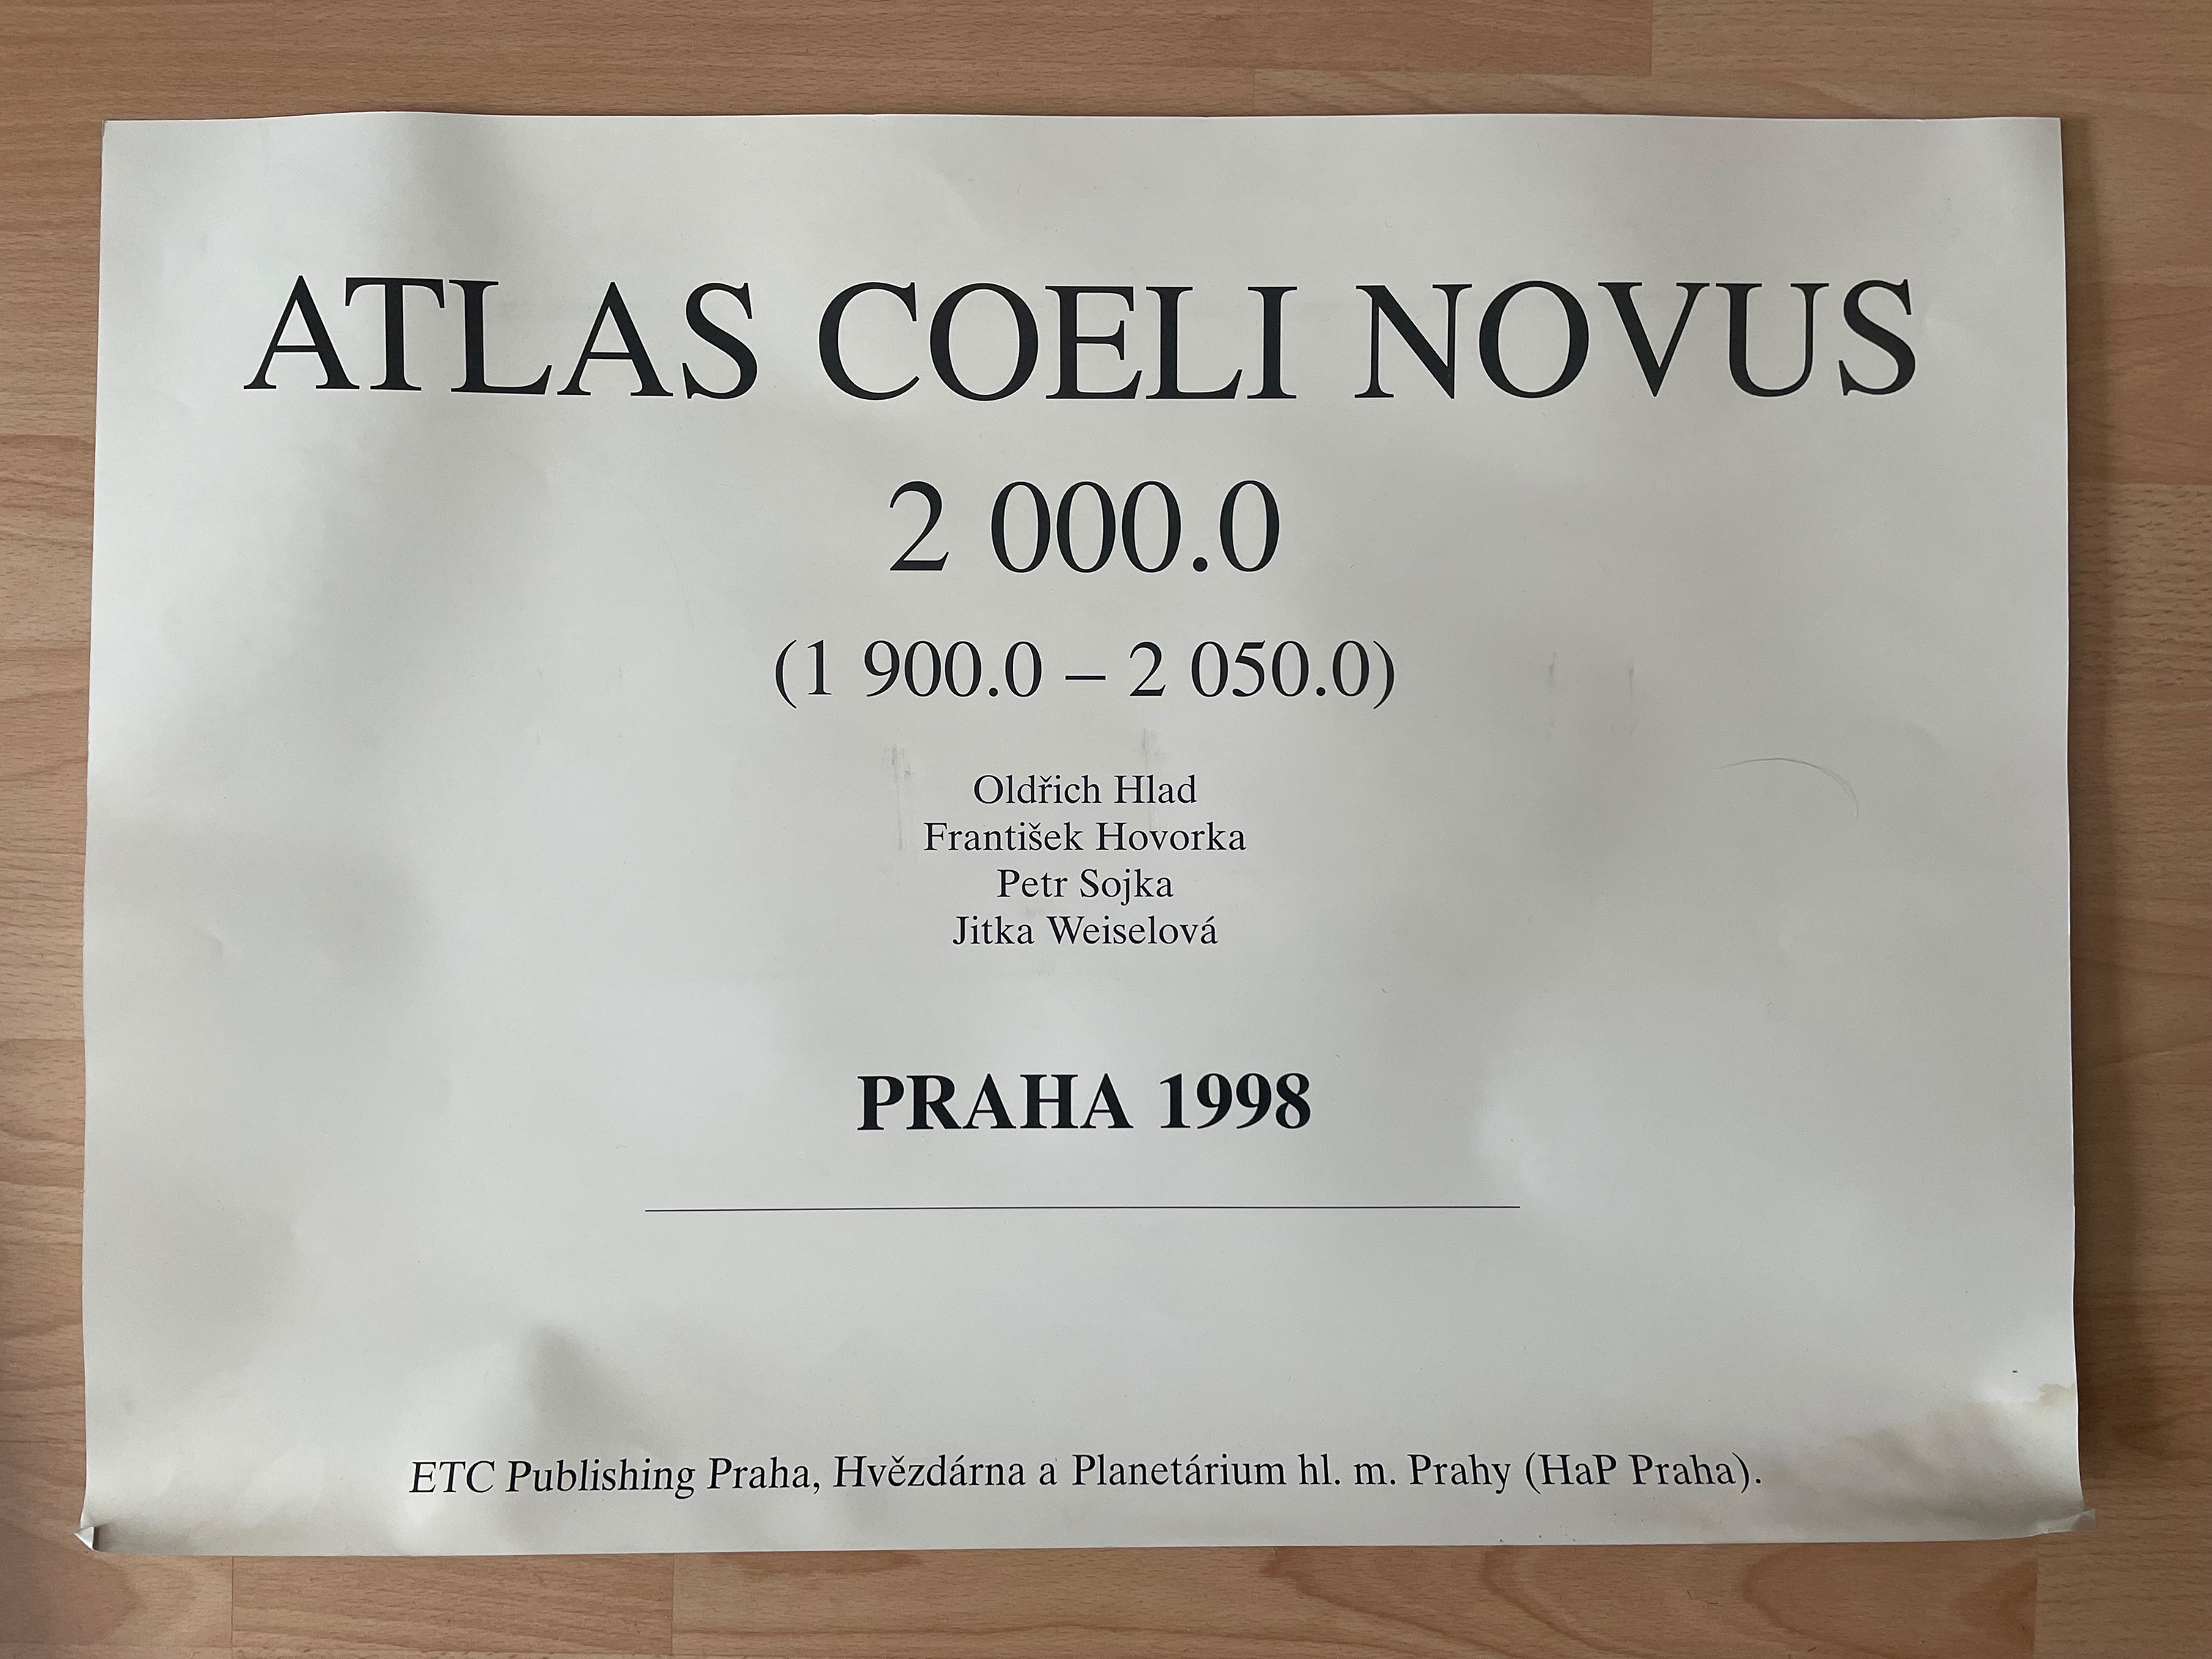 ATLAS COELI NOVUS
2 000.0
(1 900.0 – 2 050.0)
Oldřich Hlad
František Hovorka
Petr Sojka
Jitka Weiselová
PRAHA 1998
ETC Publishing Praha, Hvězdárna a Planetárium hl. m. Prahy (HaP Praha).